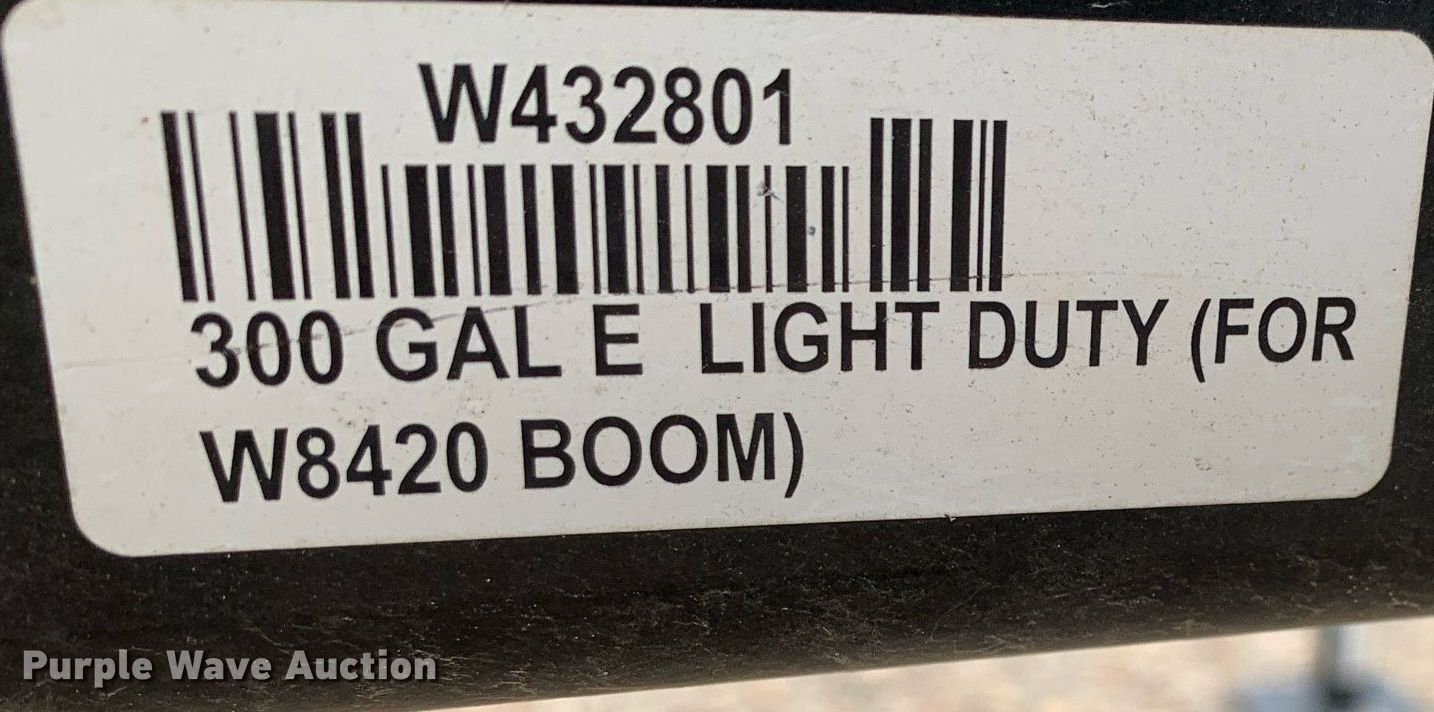 W432801
300 GAL E  LIGHT DUTY (FOR
W8420 BOOM)
Purple Wave Auction